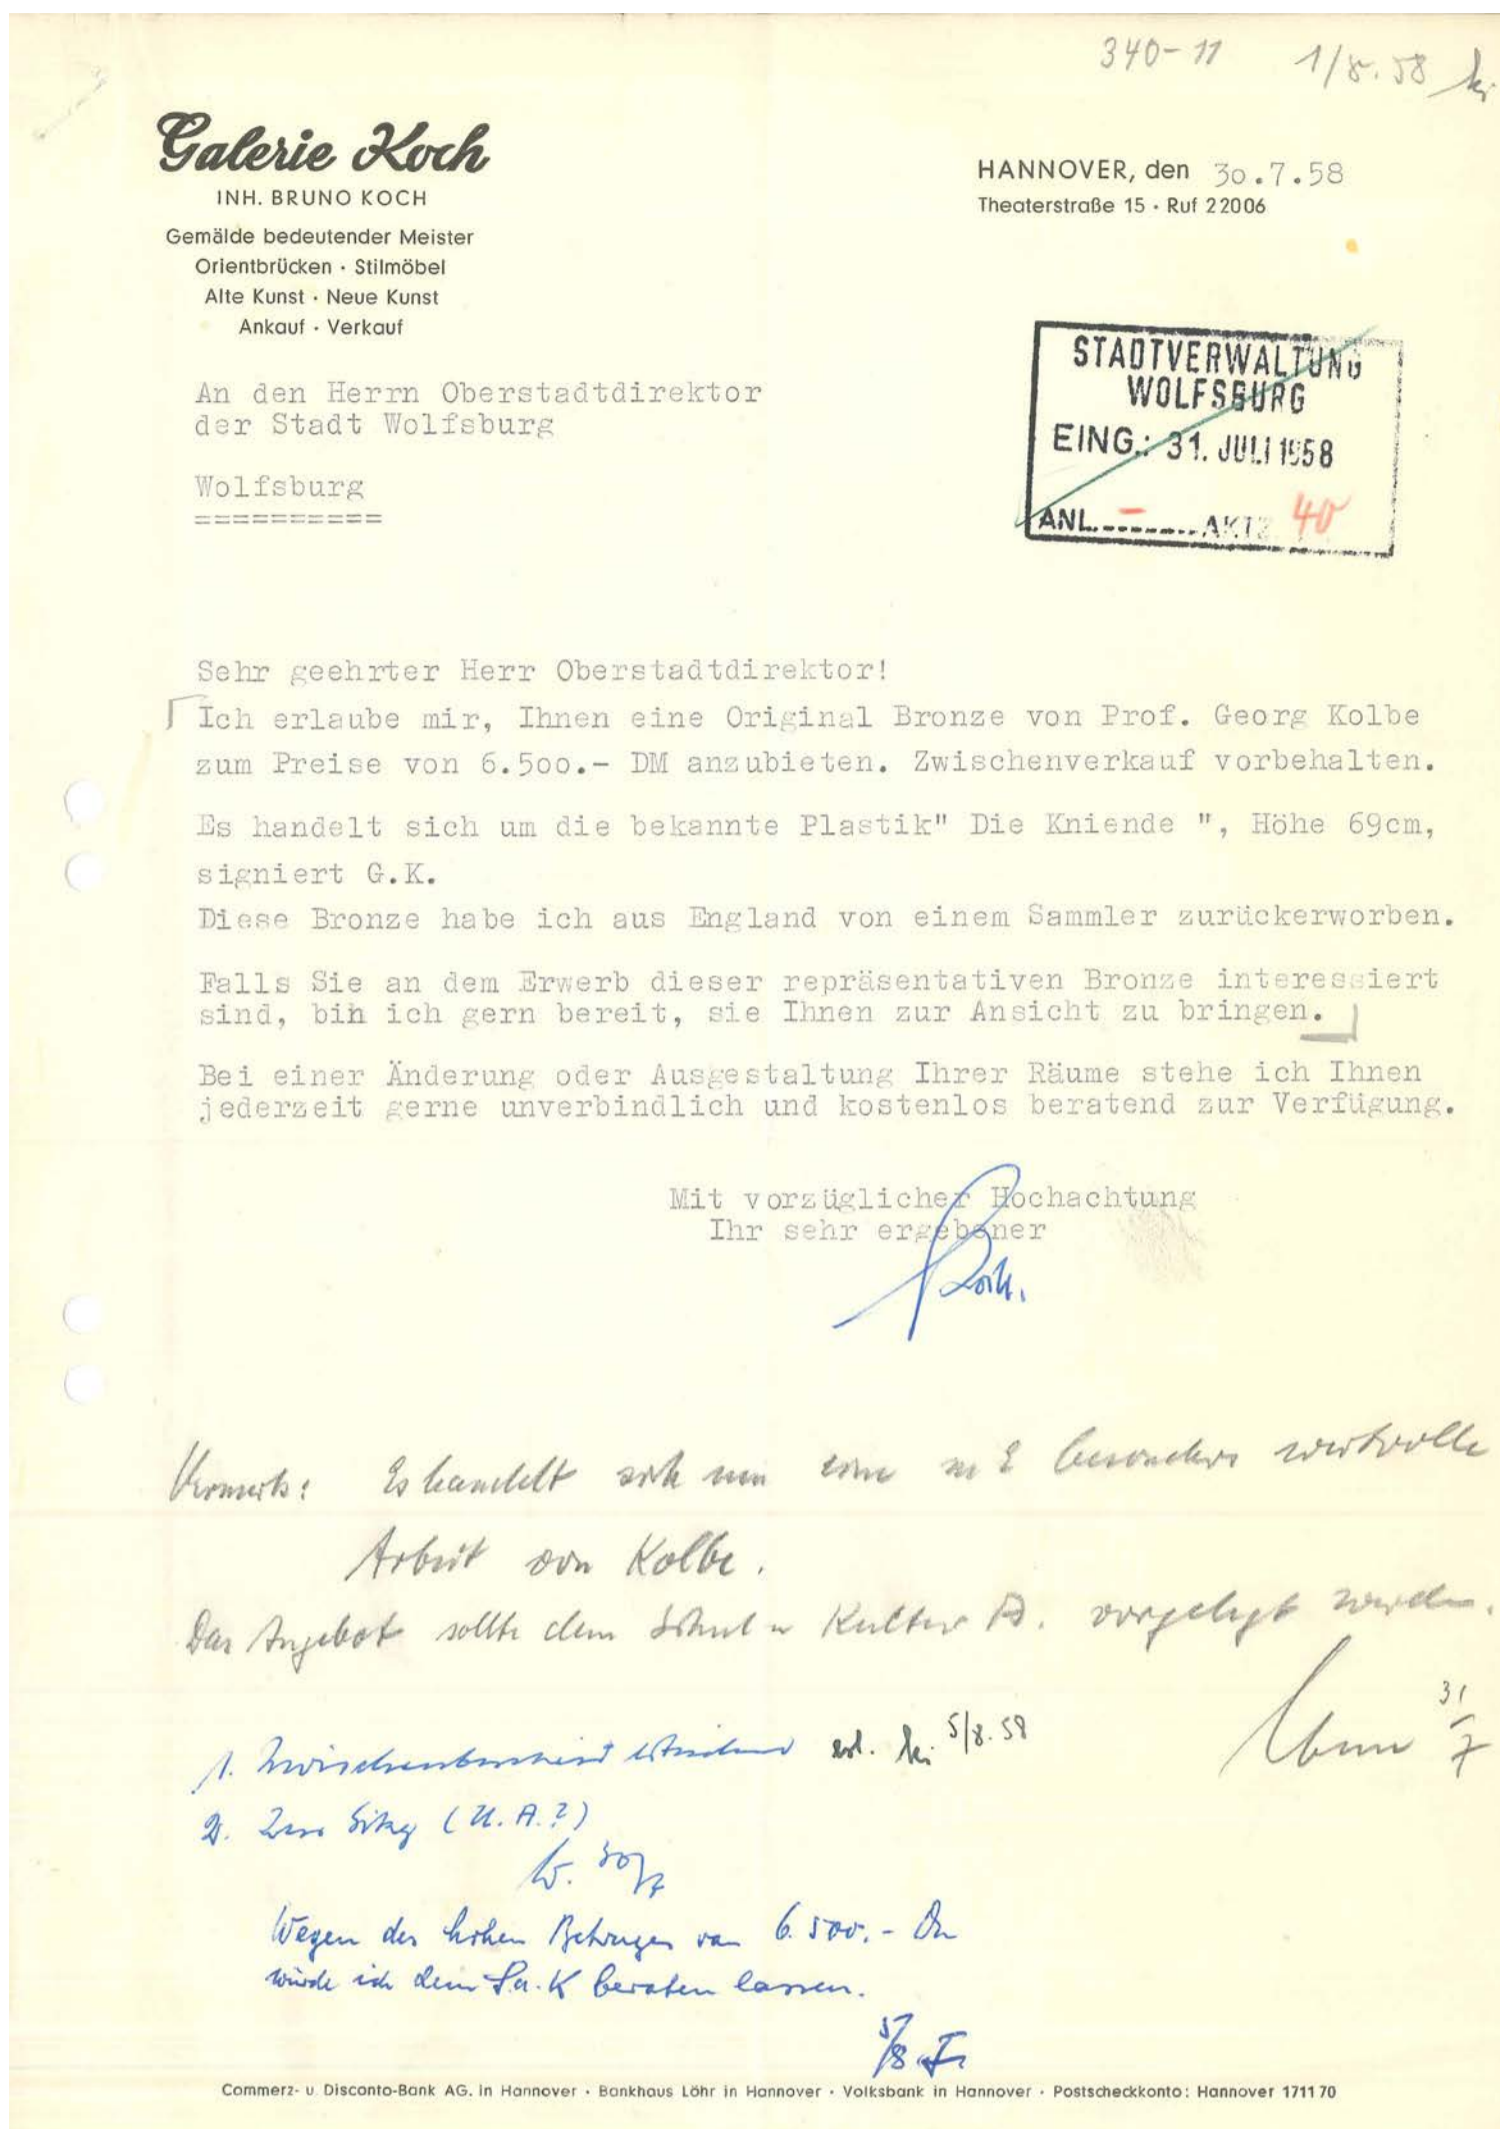 340-11 1/8.58 ki
Galerie Koch
INH. BRUNO KOCH
Gemälde bedeutender Meister
Orientbrücken · Stilmöbel
Alte Kunst · Neue Kunst
Ankauf · Verkauf
HANNOVER, den 3o.7.58
Theaterstraße 15 · Ruf 22006
STADTVERWALTUNG
WOLFSBURG
EING.: 31. JULI 1958
ANL. - AKTZ. 40
An den Herrn Oberstadtdirektor
der Stadt Wolfsburg
Wolfsburg
==========
Sehr geehrter Herr Oberstadtdirektor!
Ich erlaube mir, Ihnen eine Original Bronze von Prof. Georg Kolbe
zum Preise von 6.5oo.- DM anzubieten. Zwischenverkauf vorbehalten.
Es handelt sich um die bekannte Plastik" Die Kniende ", Höhe 69cm,
signiert G.K.
Diese Bronze habe ich aus England von einem Sammler zurückerworben.
Falls Sie an dem Erwerb dieser repräsentativen Bronze interessiert
sind, bin ich gern bereit, sie Ihnen zur Ansicht zu bringen.
Bei einer Änderung oder Ausgestaltung Ihrer Räume stehe ich Ihnen
jederzeit gerne unverbindlich und kostenlos beratend zur Verfügung.
Mit vorzüglicher Hochachtung
Ihr sehr ergebener
Koch.
Vermerk: Es handelt sich um eine m E besonders wertvolle
Arbeit von Kolbe.
Das Angebot sollte dem Schul u Kultur A. vorgelegt werden.
31/7
1. Zwischenbescheid erl. ki 5/8.58
2. Zur Sitzg (U.A.?)
Wegen des hohen Betrages von 6.500.- DM
würde ich dem S.u.K beraten lassen.
5/8
Commerz- u. Disconto-Bank AG. in Hannover · Bankhaus Löhr in Hannover · Volksbank in Hannover · Postscheckkonto: Hannover 171170